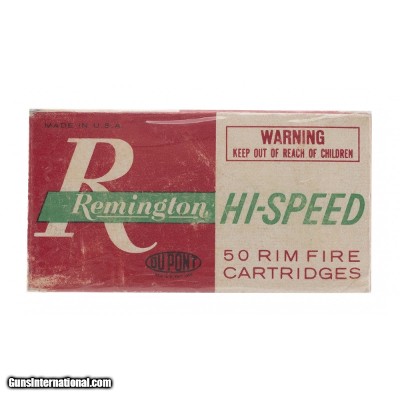 MADE IN U.S.A.
R
Remington
DU PONT
WARNING
KEEP OUT OF REACH OF CHILDREN
HI-SPEED
50 RIM FIRE
CARTRIDGES
GunsInternational.com